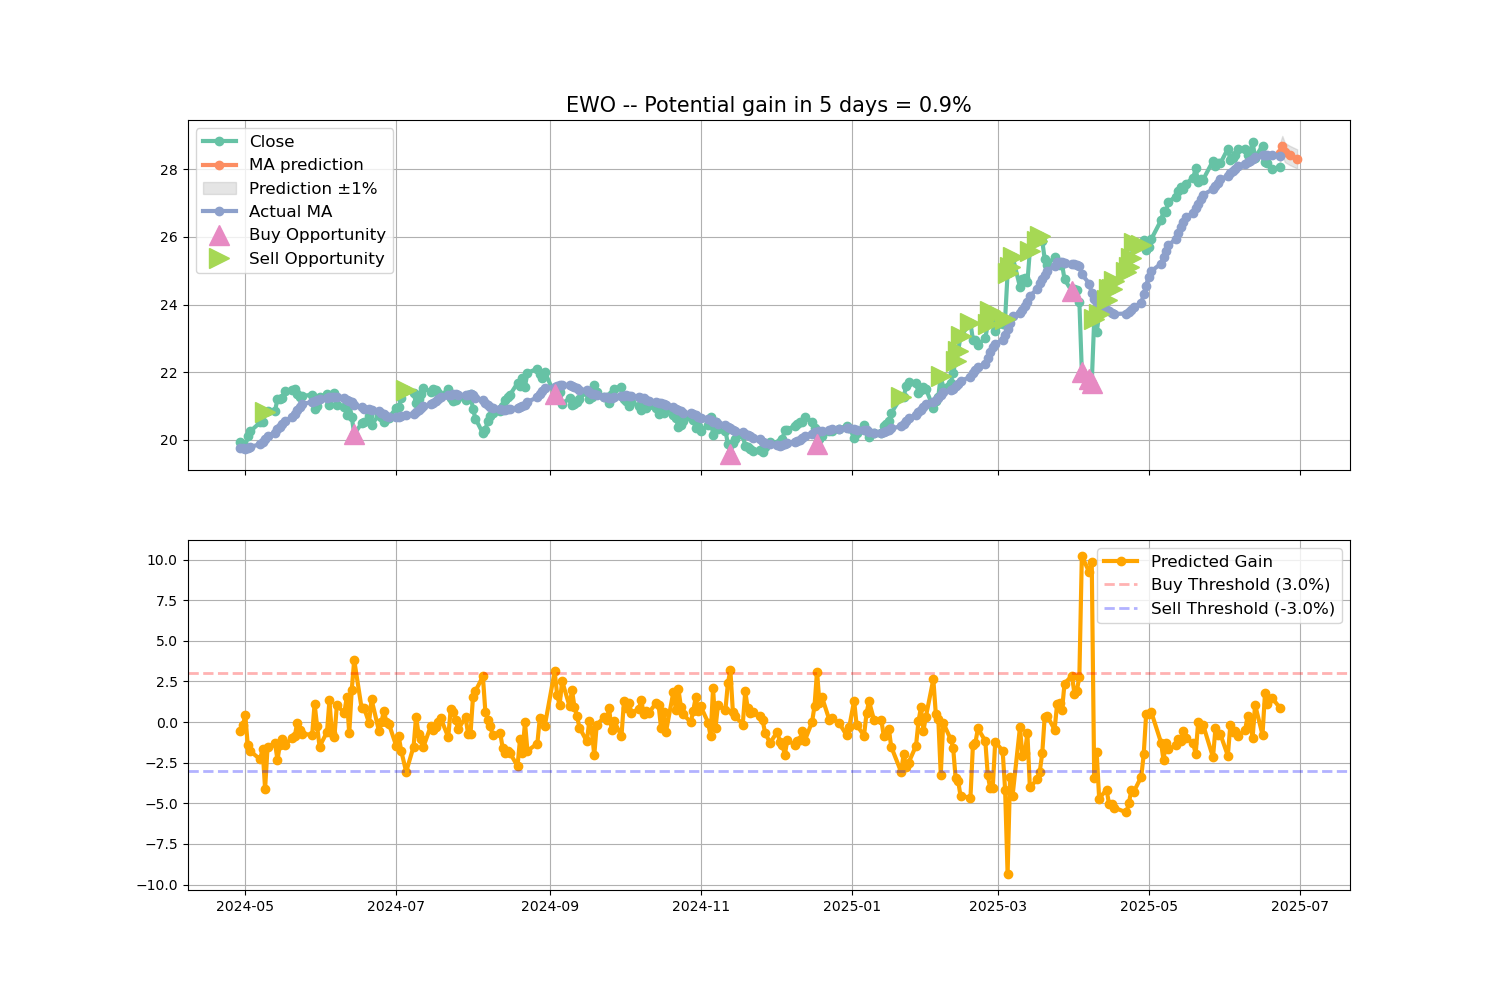 EWO -- Potential gain in 5 days = 0.9%
Close
MA prediction
Prediction ±1%
Actual MA
Buy Opportunity
Sell Opportunity
28
26
24
22
20
Predicted Gain
Buy Threshold (3.0%)
Sell Threshold (-3.0%)
10.0
7.5
5.0
2.5
0.0
−2.5
−5.0
−7.5
−10.0
2024-05 2024-07 2024-09 2024-11 2025-01 2025-03 2025-05 2025-07